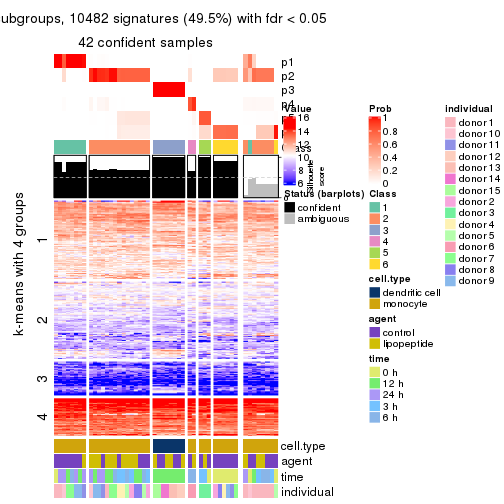 ubgroups, 10482 signatures (49.5%) with fdr < 0.05
42 confident samples
p1
p2
p3
p4
k-means with 4 groups
1
2
3
4
cell.type
agent
time
individual
Value
16
14
12
10
8
6
silhouette
score
Status (barplots)
confident
ambiguous
Prob
1
0.8
0.6
0.4
0.2
0
Class
1
2
3
4
5
6
cell.type
dendritic cell
monocyte
agent
control
lipopeptide
time
0 h
12 h
24 h
3 h
6 h
individual
donor 1
donor 10
donor 11
donor 12
donor 13
donor 14
donor 15
donor 2
donor 3
donor 4
donor 5
donor 6
donor 7
donor 8
donor 9